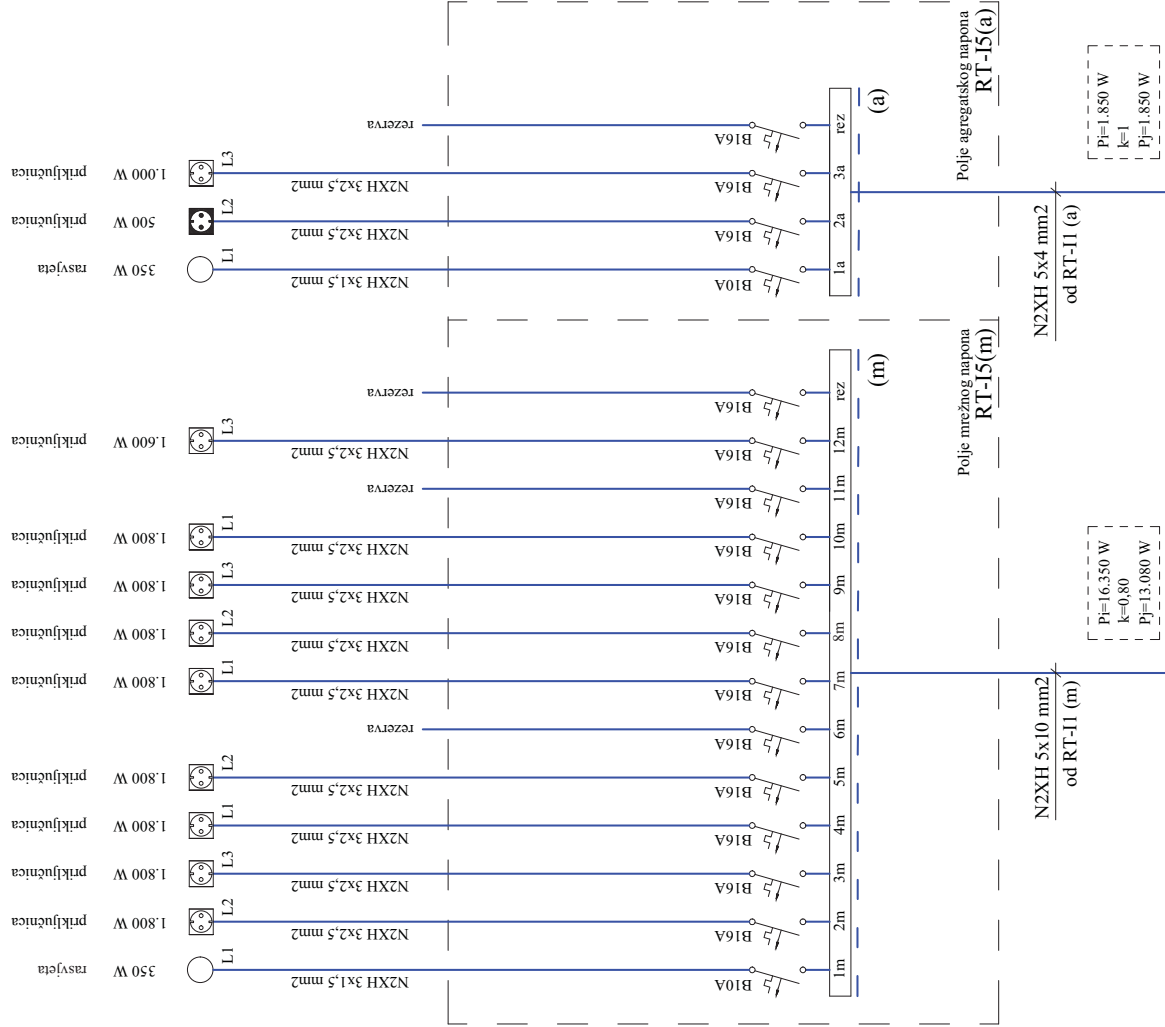 Polje agregatskog napona
RT-I5(a)
(a)
rezerva
B16A
rez
priključnica
1.000 W
L3
N2XH 3x2,5 mm2
B16A
3a
priključnica
500 W
L2
N2XH 3x2,5 mm2
B16A
2a
rasvjeta
350 W
L1
N2XH 3x1,5 mm2
B10A
1a
Pi=1.850 W
k=1
Pj=1.850 W
N2XH 5x4 mm2
od RT-I1 (a)
Polje mrežnog napona
RT-I5(m)
(m)
rezerva
B16A
rez
priključnica
1.600 W
L3
N2XH 3x2,5 mm2
B16A
12m
rezerva
B16A
11m
priključnica
1.800 W
L1
N2XH 3x2,5 mm2
B16A
10m
priključnica
1.800 W
L3
N2XH 3x2,5 mm2
B16A
9m
priključnica
1.800 W
L2
N2XH 3x2,5 mm2
B16A
8m
priključnica
1.800 W
L1
N2XH 3x2,5 mm2
B16A
7m
rezerva
B16A
6m
priključnica
1.800 W
L2
N2XH 3x2,5 mm2
B16A
5m
priključnica
1.800 W
L1
N2XH 3x2,5 mm2
B16A
4m
priključnica
1.800 W
L3
N2XH 3x2,5 mm2
B16A
3m
priključnica
1.800 W
L2
N2XH 3x2,5 mm2
B16A
2m
rasvjeta
350 W
L1
N2XH 3x1,5 mm2
B10A
1m
Pi=16.350 W
k=0,80
Pj=13.080 W
N2XH 5x10 mm2
od RT-I1 (m)